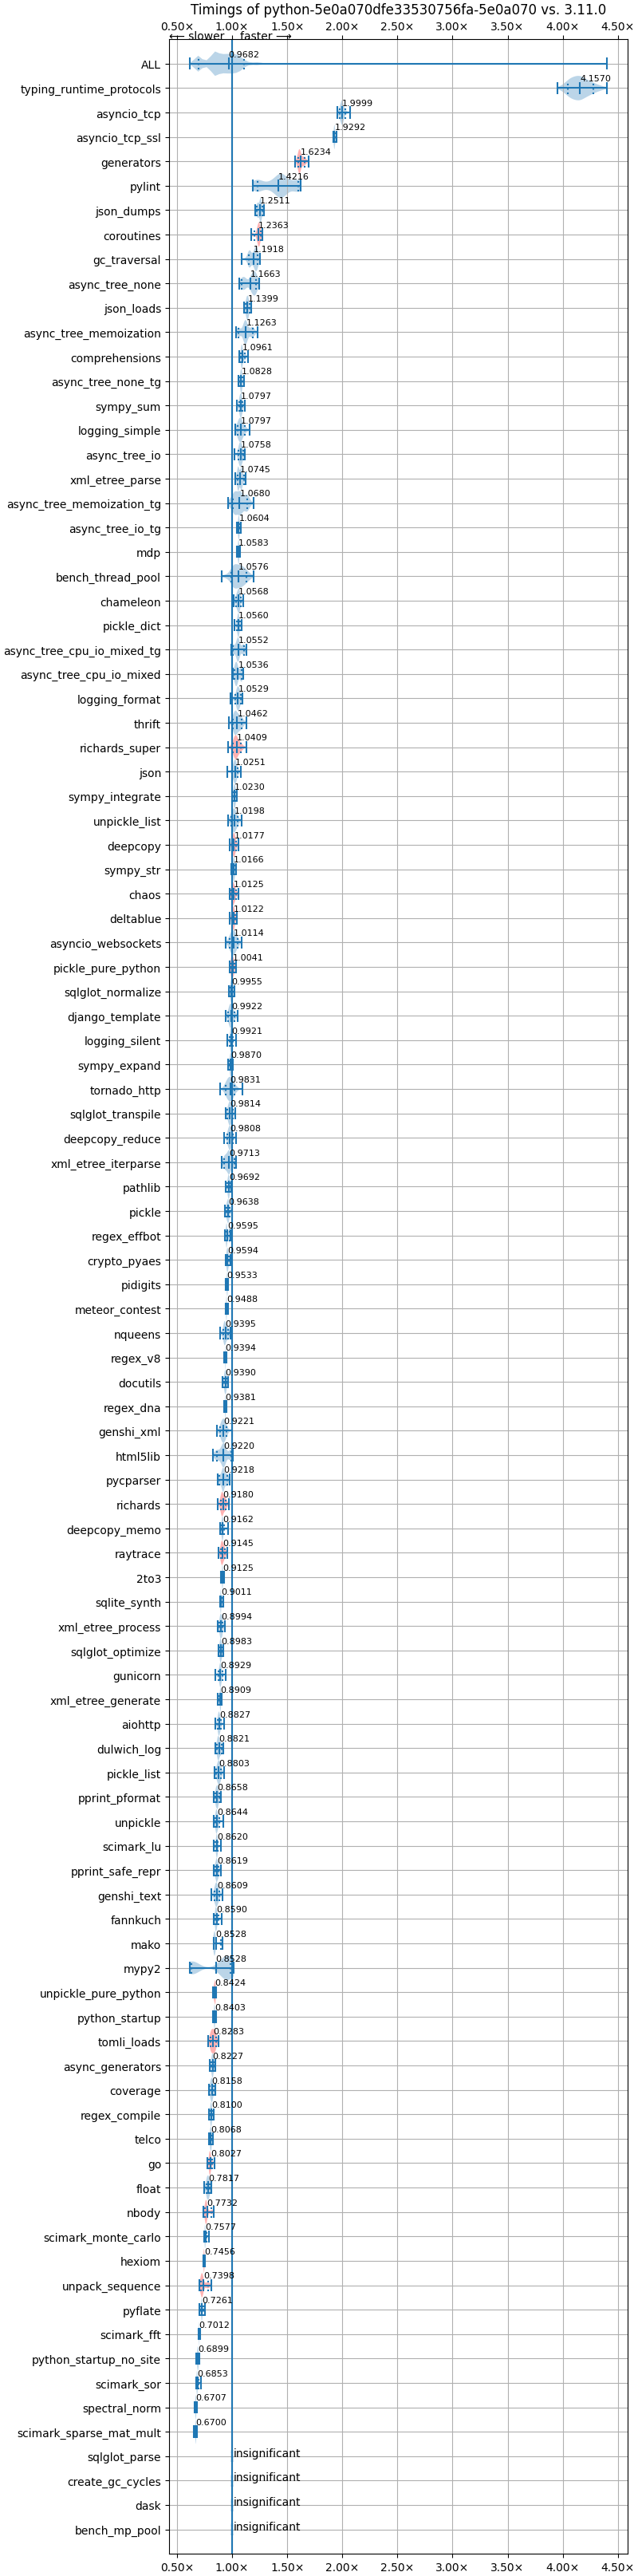 Timings of python-5e0a070dfe33530756fa-5e0a070 vs. 3.11.0
0.50× 1.00× 1.50× 2.00× 2.50× 3.00× 3.50× 4.00× 4.50×
⟵ slower faster ⟶
ALL 0.9682
typing_runtime_protocols 4.1570
asyncio_tcp 1.9999
asyncio_tcp_ssl 1.9292
generators 1.6234
pylint 1.4216
json_dumps 1.2511
coroutines 1.2363
gc_traversal 1.1918
async_tree_none 1.1663
json_loads 1.1399
async_tree_memoization 1.1263
comprehensions 1.0961
async_tree_none_tg 1.0828
sympy_sum 1.0797
logging_simple 1.0797
async_tree_io 1.0758
xml_etree_parse 1.0745
async_tree_memoization_tg 1.0680
async_tree_io_tg 1.0604
mdp 1.0583
bench_thread_pool 1.0576
chameleon 1.0568
pickle_dict 1.0560
async_tree_cpu_io_mixed_tg 1.0552
async_tree_cpu_io_mixed 1.0536
logging_format 1.0529
thrift 1.0462
richards_super 1.0409
json 1.0251
sympy_integrate 1.0230
unpickle_list 1.0198
deepcopy 1.0177
sympy_str 1.0166
chaos 1.0125
deltablue 1.0122
asyncio_websockets 1.0114
pickle_pure_python 1.0041
sqlglot_normalize 0.9955
django_template 0.9922
logging_silent 0.9921
sympy_expand 0.9870
tornado_http 0.9831
sqlglot_transpile 0.9814
deepcopy_reduce 0.9808
xml_etree_iterparse 0.9713
pathlib 0.9692
pickle 0.9638
regex_effbot 0.9595
crypto_pyaes 0.9594
pidigits 0.9533
meteor_contest 0.9488
nqueens 0.9395
regex_v8 0.9394
docutils 0.9390
regex_dna 0.9381
genshi_xml 0.9221
html5lib 0.9220
pycparser 0.9218
richards 0.9180
deepcopy_memo 0.9162
raytrace 0.9145
2to3 0.9125
sqlite_synth 0.9011
xml_etree_process 0.8994
sqlglot_optimize 0.8983
gunicorn 0.8929
xml_etree_generate 0.8909
aiohttp 0.8827
dulwich_log 0.8821
pickle_list 0.8803
pprint_pformat 0.8658
unpickle 0.8644
scimark_lu 0.8620
pprint_safe_repr 0.8619
genshi_text 0.8609
fannkuch 0.8590
mako 0.8528
mypy2 0.8528
unpickle_pure_python 0.8424
python_startup 0.8403
tomli_loads 0.8283
async_generators 0.8227
coverage 0.8158
regex_compile 0.8100
telco 0.8068
go 0.8027
float 0.7817
nbody 0.7732
scimark_monte_carlo 0.7577
hexiom 0.7456
unpack_sequence 0.7398
pyflate 0.7261
scimark_fft 0.7012
python_startup_no_site 0.6899
scimark_sor 0.6853
spectral_norm 0.6707
scimark_sparse_mat_mult 0.6700
sqlglot_parse insignificant
create_gc_cycles insignificant
dask insignificant
bench_mp_pool insignificant
0.50× 1.00× 1.50× 2.00× 2.50× 3.00× 3.50× 4.00× 4.50×